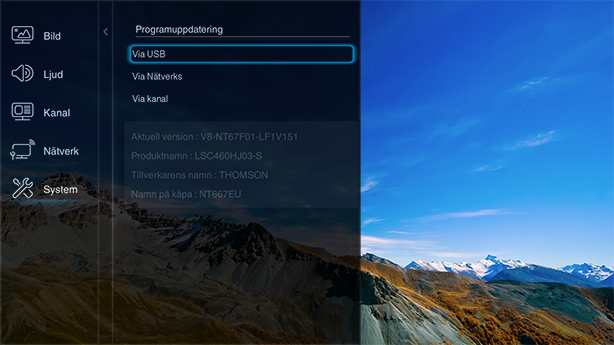 Bild
Ljud
Kanal
Nätverk
System
Programuppdatering
Via USB
Via Nätverks
Via kanal
Aktuell version : V8-NT67F01-LF1V151
Produktnamn : LSC460HJ03-S
Tillverkarens namn : THOMSON
Namn på käpa : NT667EU